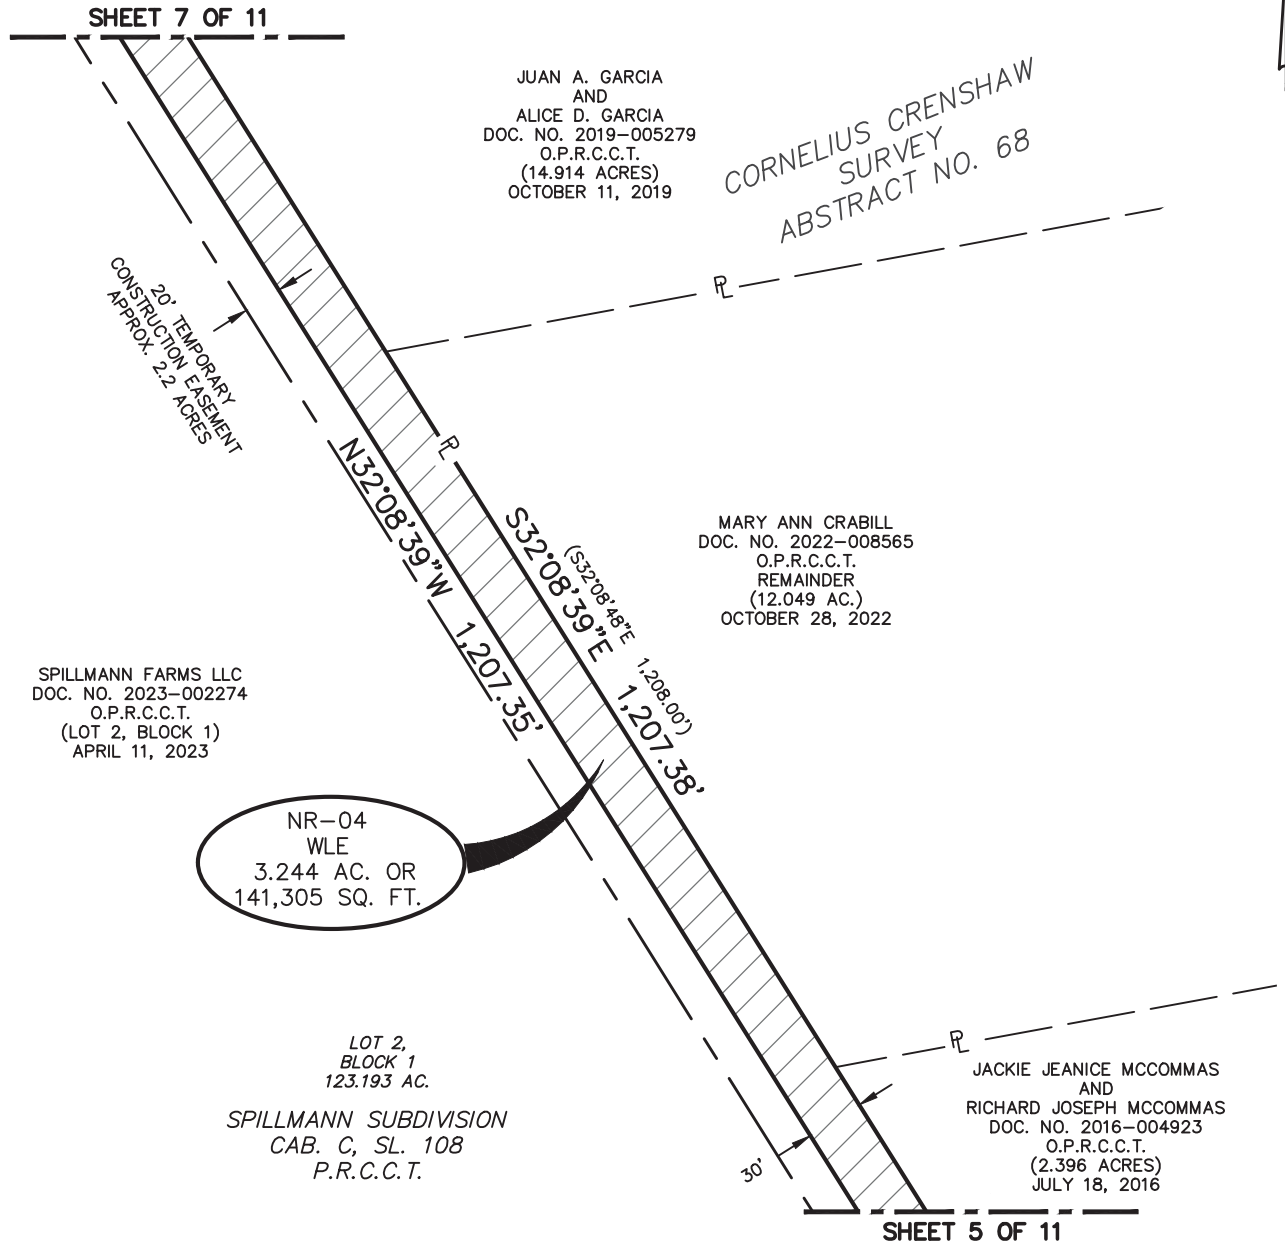 SHEET 7 OF 11
JUAN A. GARCIA
AND
ALICE D. GARCIA
DOC. NO. 2019-005279
O.P.R.C.C.T.
(14.914 ACRES)
OCTOBER 11, 2019
CORNELIUS CRENSHAW
SURVEY
ABSTRACT NO. 68
PL
20' TEMPORARY
CONSTRUCTION EASEMENT
APPROX. 2.2 ACRES
PL
N32°08'39"W 1,207.35'
(S32°08'48"E 1,208.00')
S32°08'39"E 1,207.38'
MARY ANN CRABILL
DOC. NO. 2022-008565
O.P.R.C.C.T.
REMAINDER
(12.049 AC.)
OCTOBER 28, 2022
SPILLMANN FARMS LLC
DOC. NO. 2023-002274
O.P.R.C.C.T.
(LOT 2, BLOCK 1)
APRIL 11, 2023
NR-04
WLE
3.244 AC. OR
141,305 SQ. FT.
LOT 2,
BLOCK 1
123.193 AC.
SPILLMANN SUBDIVISION
CAB. C, SL. 108
P.R.C.C.T.
PL
JACKIE JEANICE MCCOMMAS
AND
RICHARD JOSEPH MCCOMMAS
DOC. NO. 2016-004923
O.P.R.C.C.T.
(2.396 ACRES)
JULY 18, 2016
30'
SHEET 5 OF 11